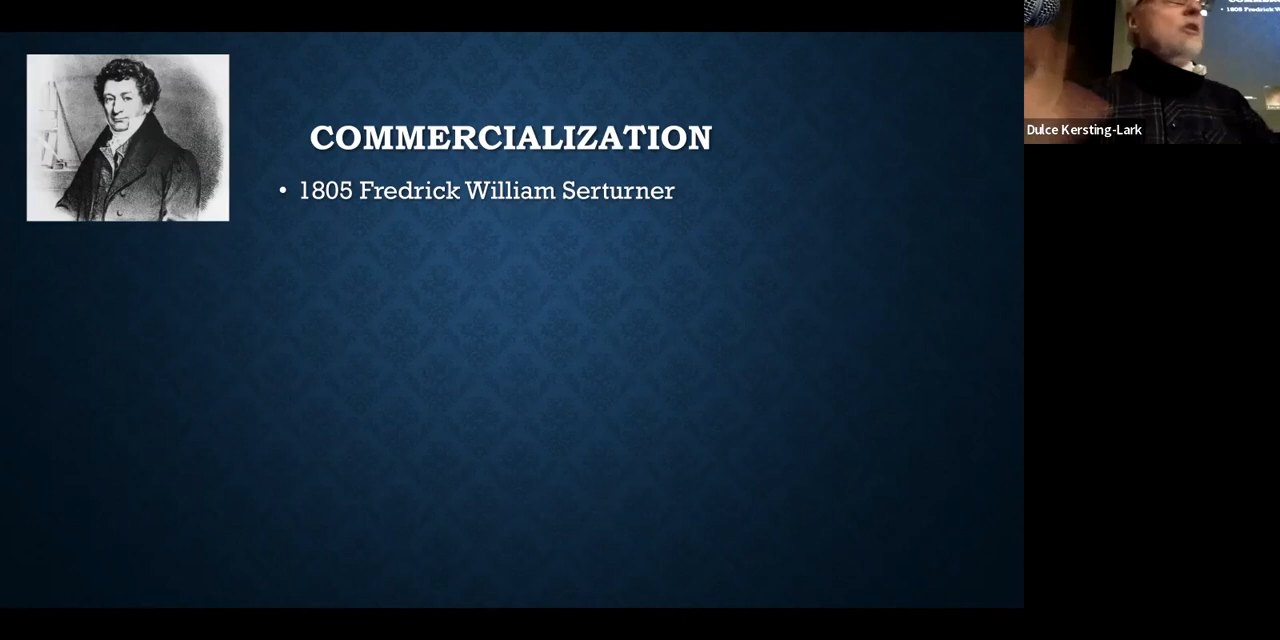 COMMERCIALIZATION
• 1805 Fredrick William Serturner
Dulce Kersting-Lark